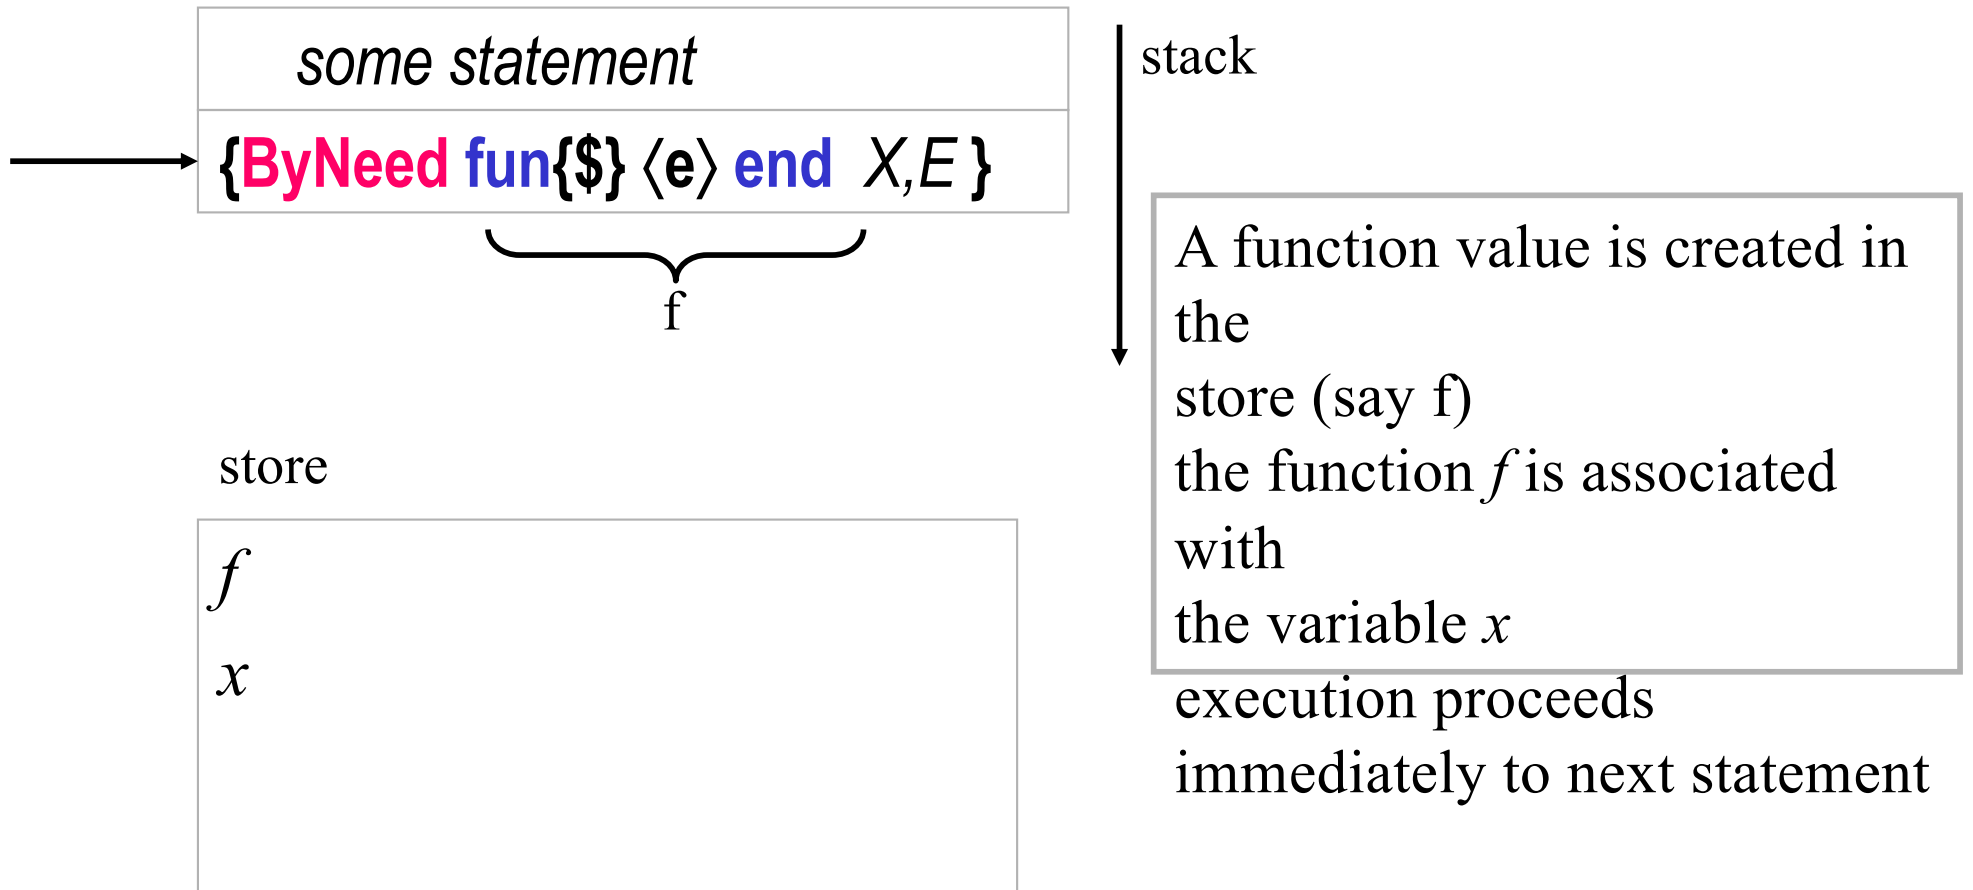 some statement
stack
{ByNeed fun{$} ⟨e⟩ end X,E }
f
A function value is created in
the
store (say f)
the function f is associated
with
the variable x
execution proceeds
immediately to next statement
store
f
x